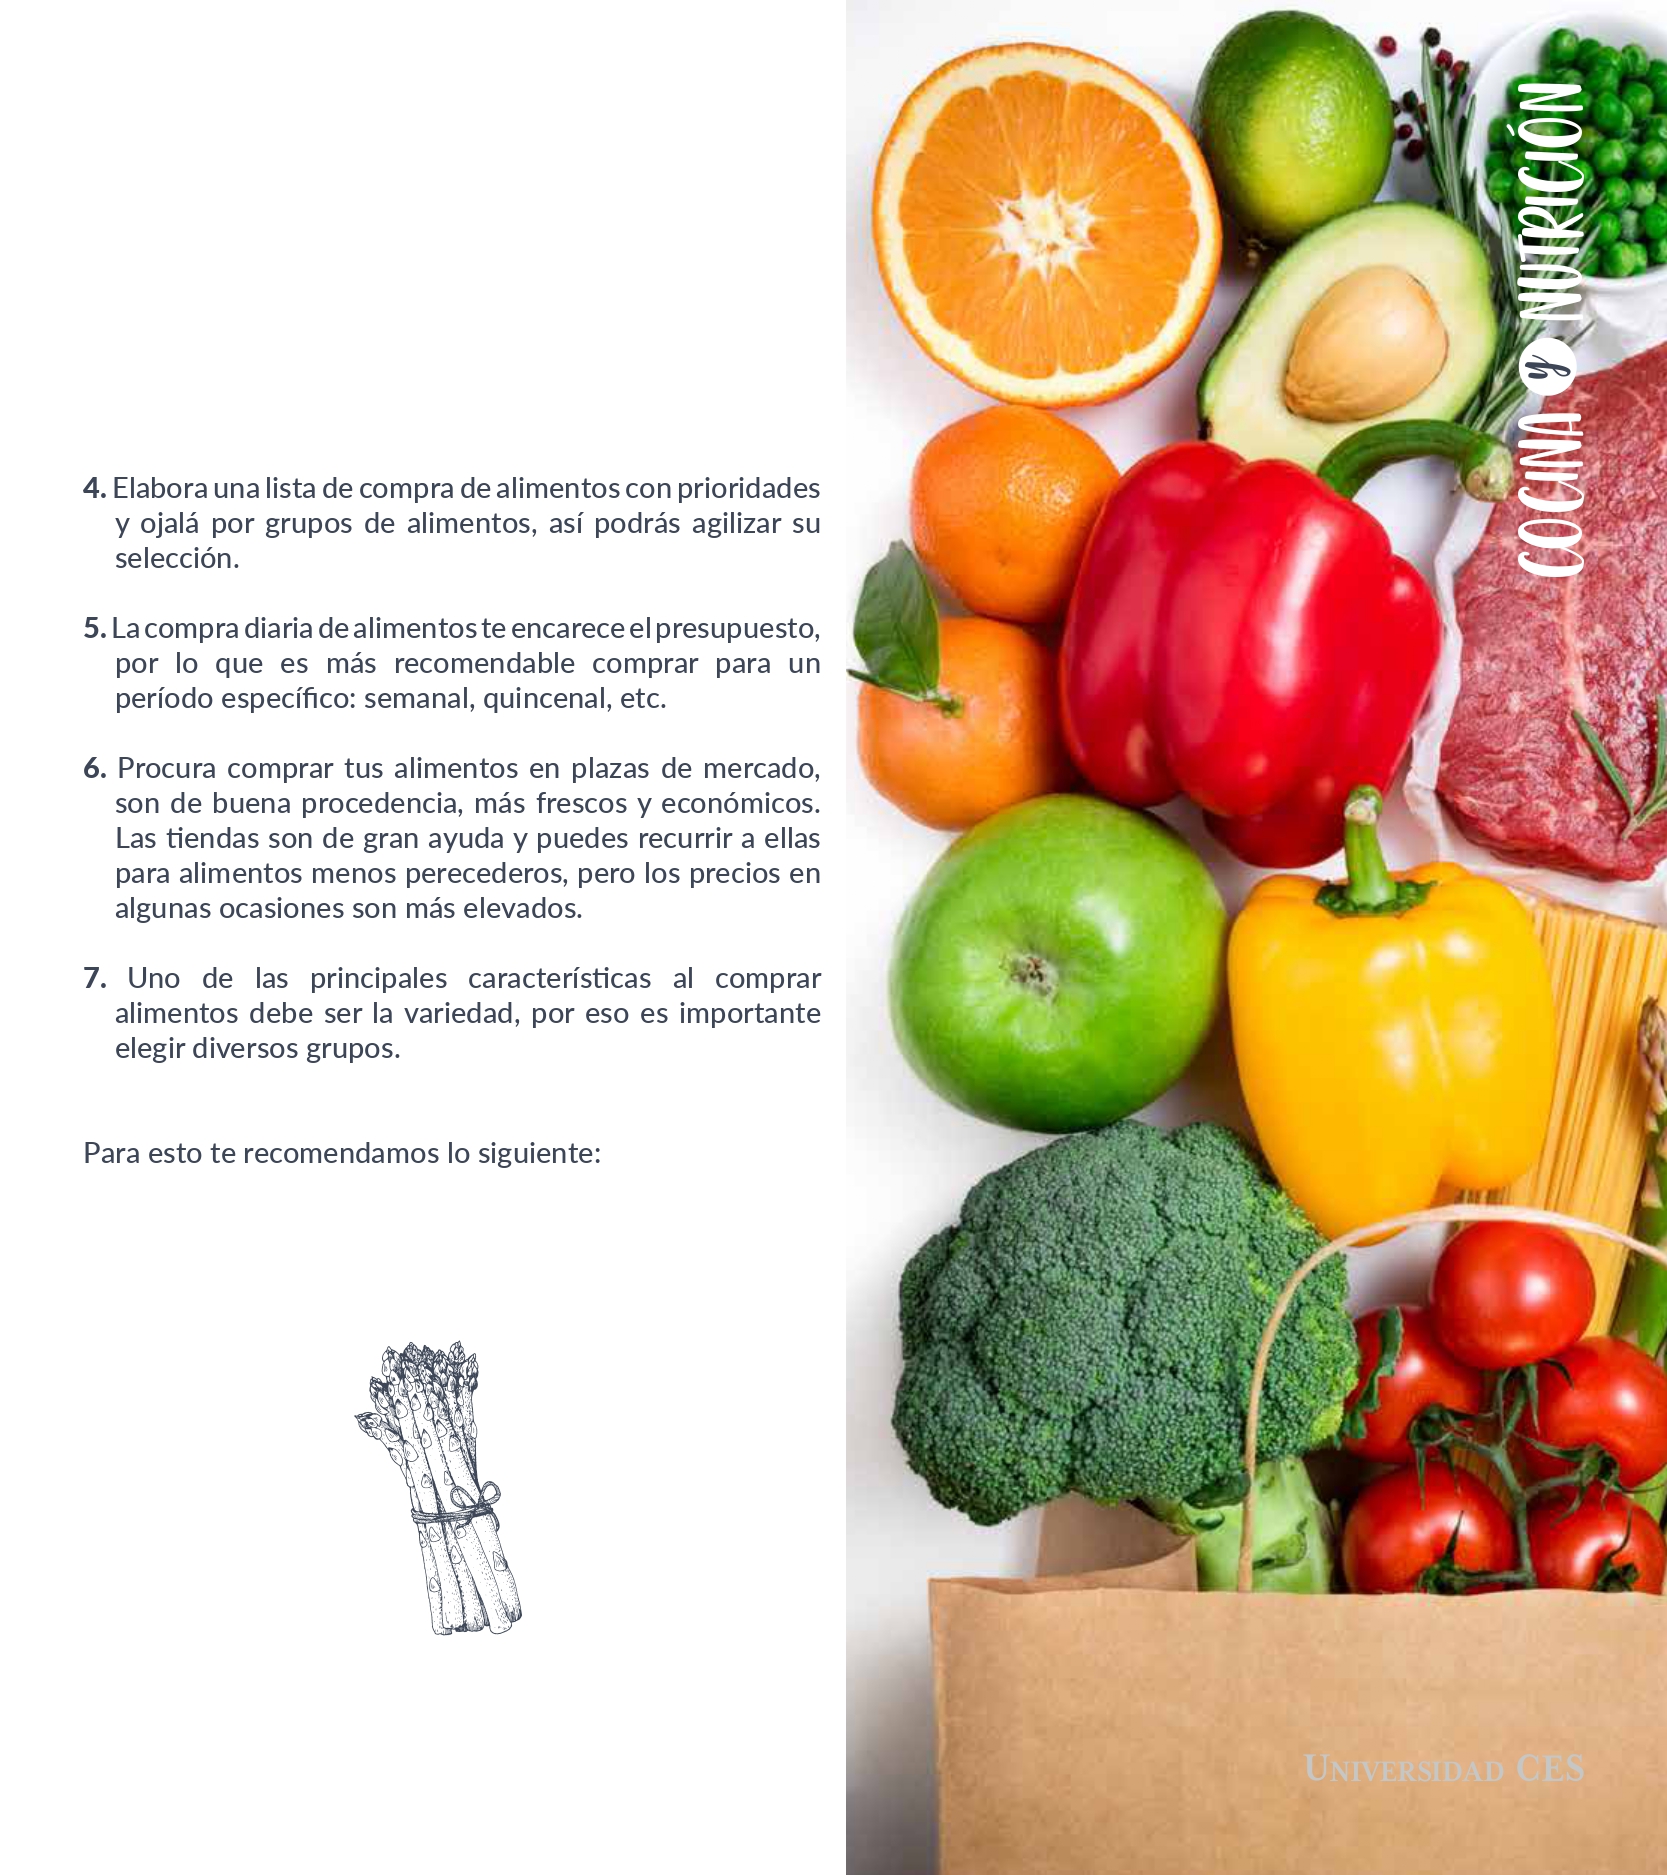 4. Elabora una lista de compra de alimentos con prioridades
y ojalá por grupos de alimentos, así podrás agilizar su
selección.
5. La compra diaria de alimentos te encarece el presupuesto,
por lo que es más recomendable comprar para un
período específico: semanal, quincenal, etc.
6. Procura comprar tus alimentos en plazas de mercado,
son de buena procedencia, más frescos y económicos.
Las tiendas son de gran ayuda y puedes recurrir a ellas
para alimentos menos perecederos, pero los precios en
algunas ocasiones son más elevados.
7. Uno de las principales características al comprar
alimentos debe ser la variedad, por eso es importante
elegir diversos grupos.
Para esto te recomendamos lo siguiente:
COCINA y NUTRICIÓN
UNIVERSIDAD CES